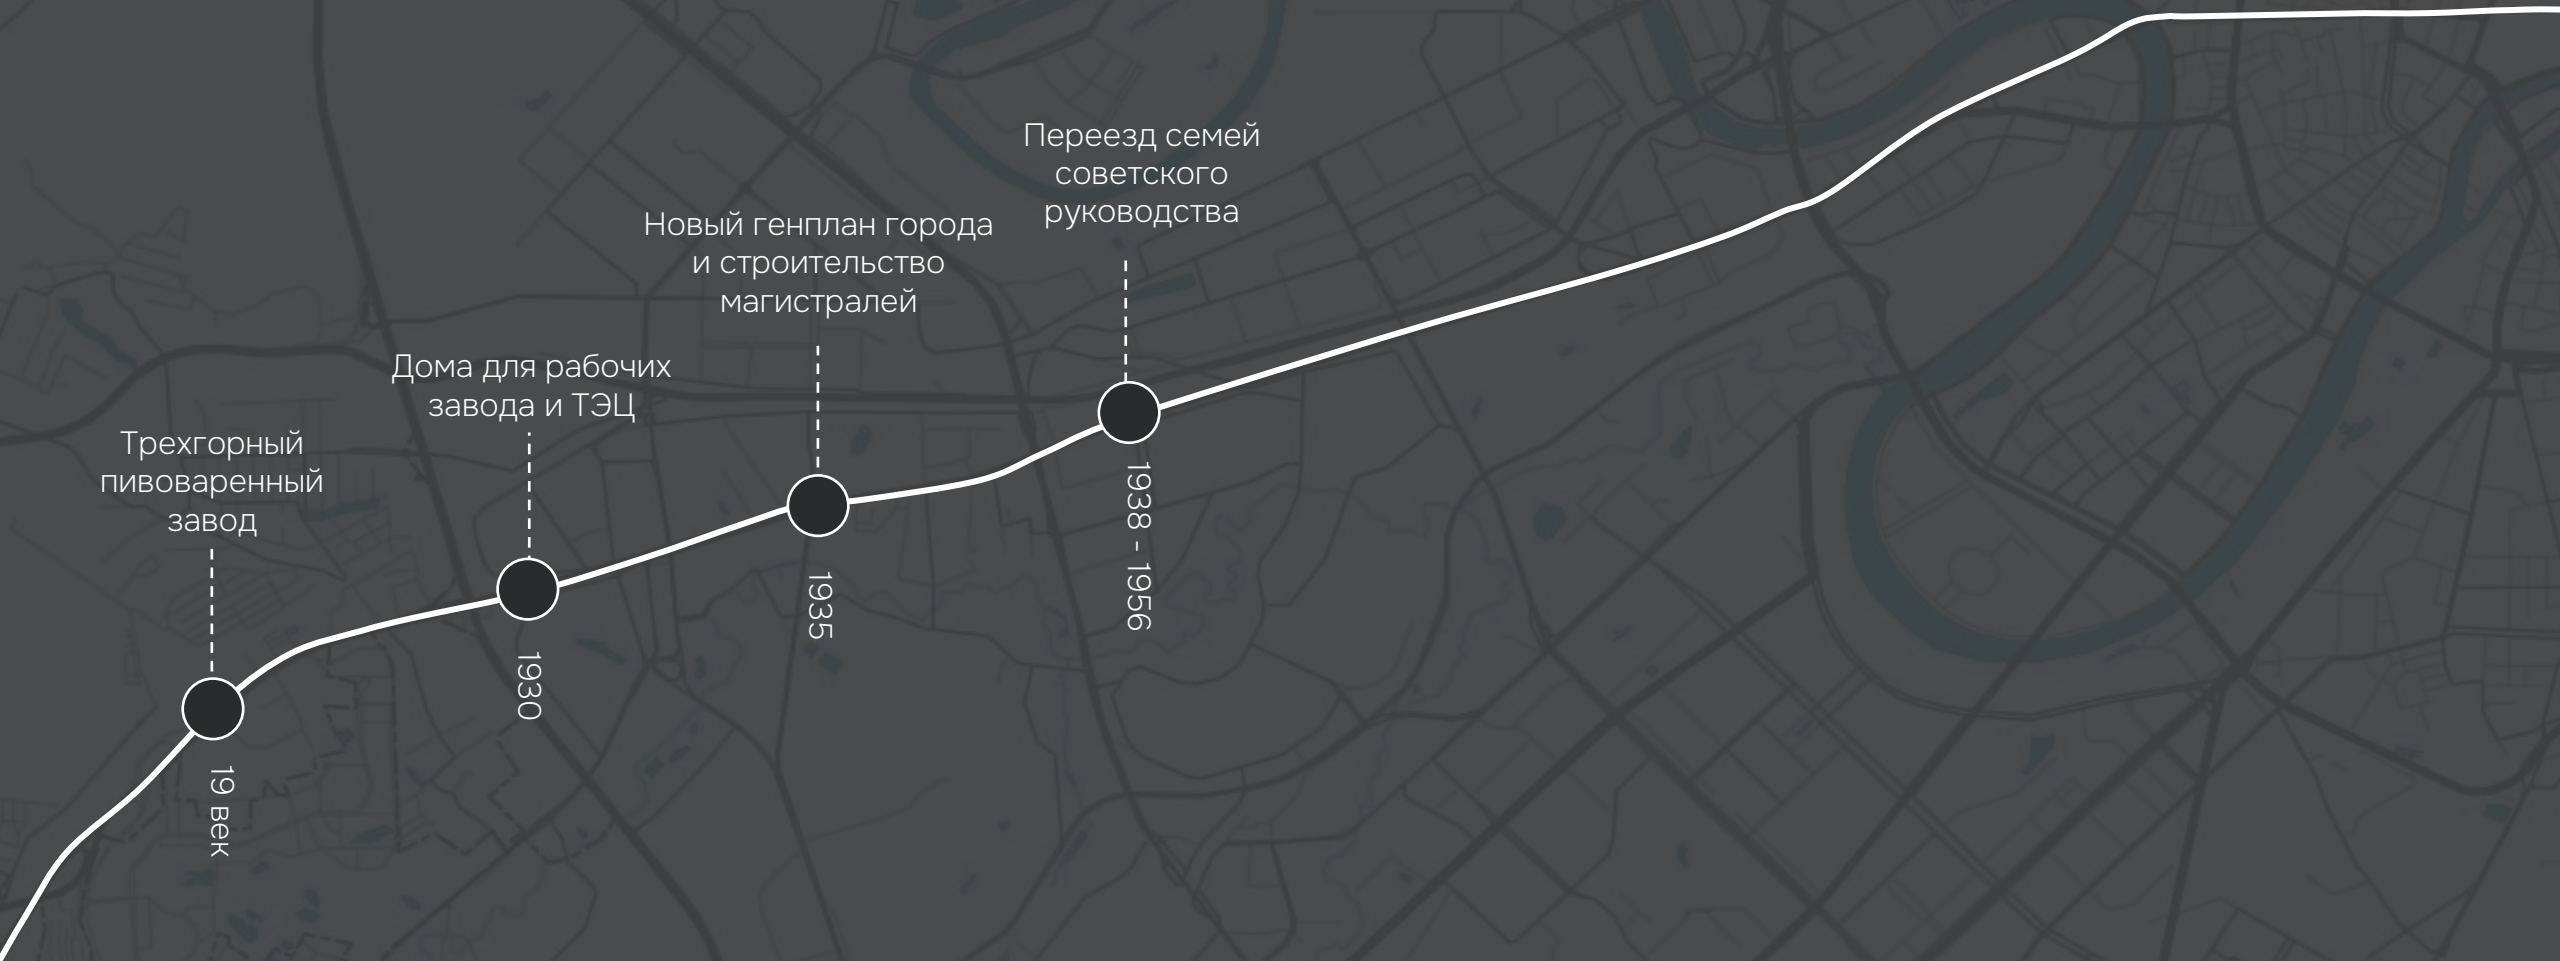 Трехгорный
пивоваренный
завод
19 век
Дома для рабочих
завода и ТЭЦ
1930
Новый генплан города
и строительство
магистралей
1935
Переезд семей
советского
руководства
1938 - 1956